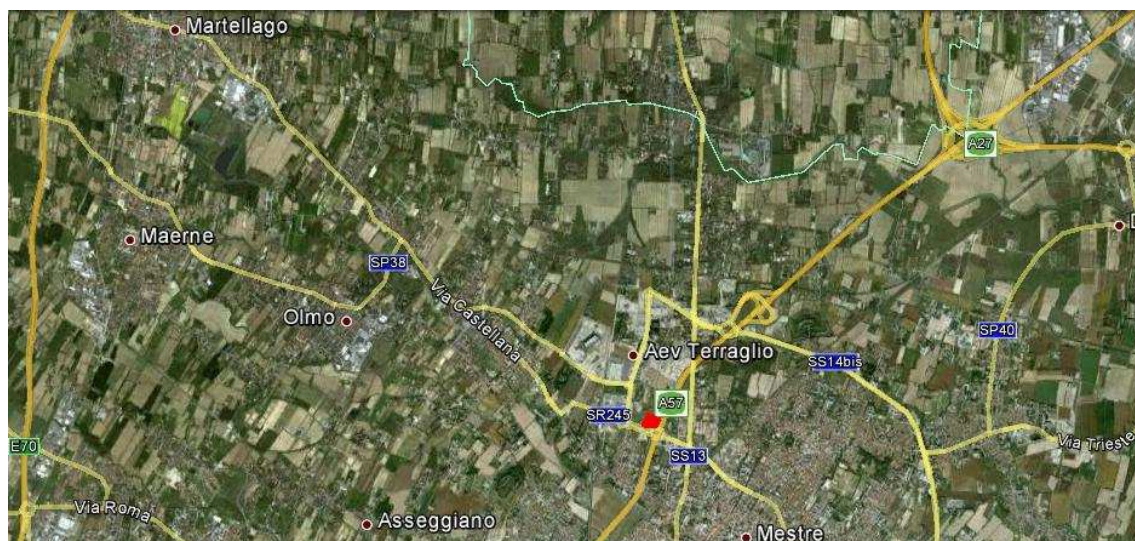 Martellago
A27
Maerne
SP38
Olmo
Via Castellana
SP40
Aev Terraglio
SS14bis
A57
SR245
E70
SS13
Via Trieste
Via Roma
Asseggiano
Mestre